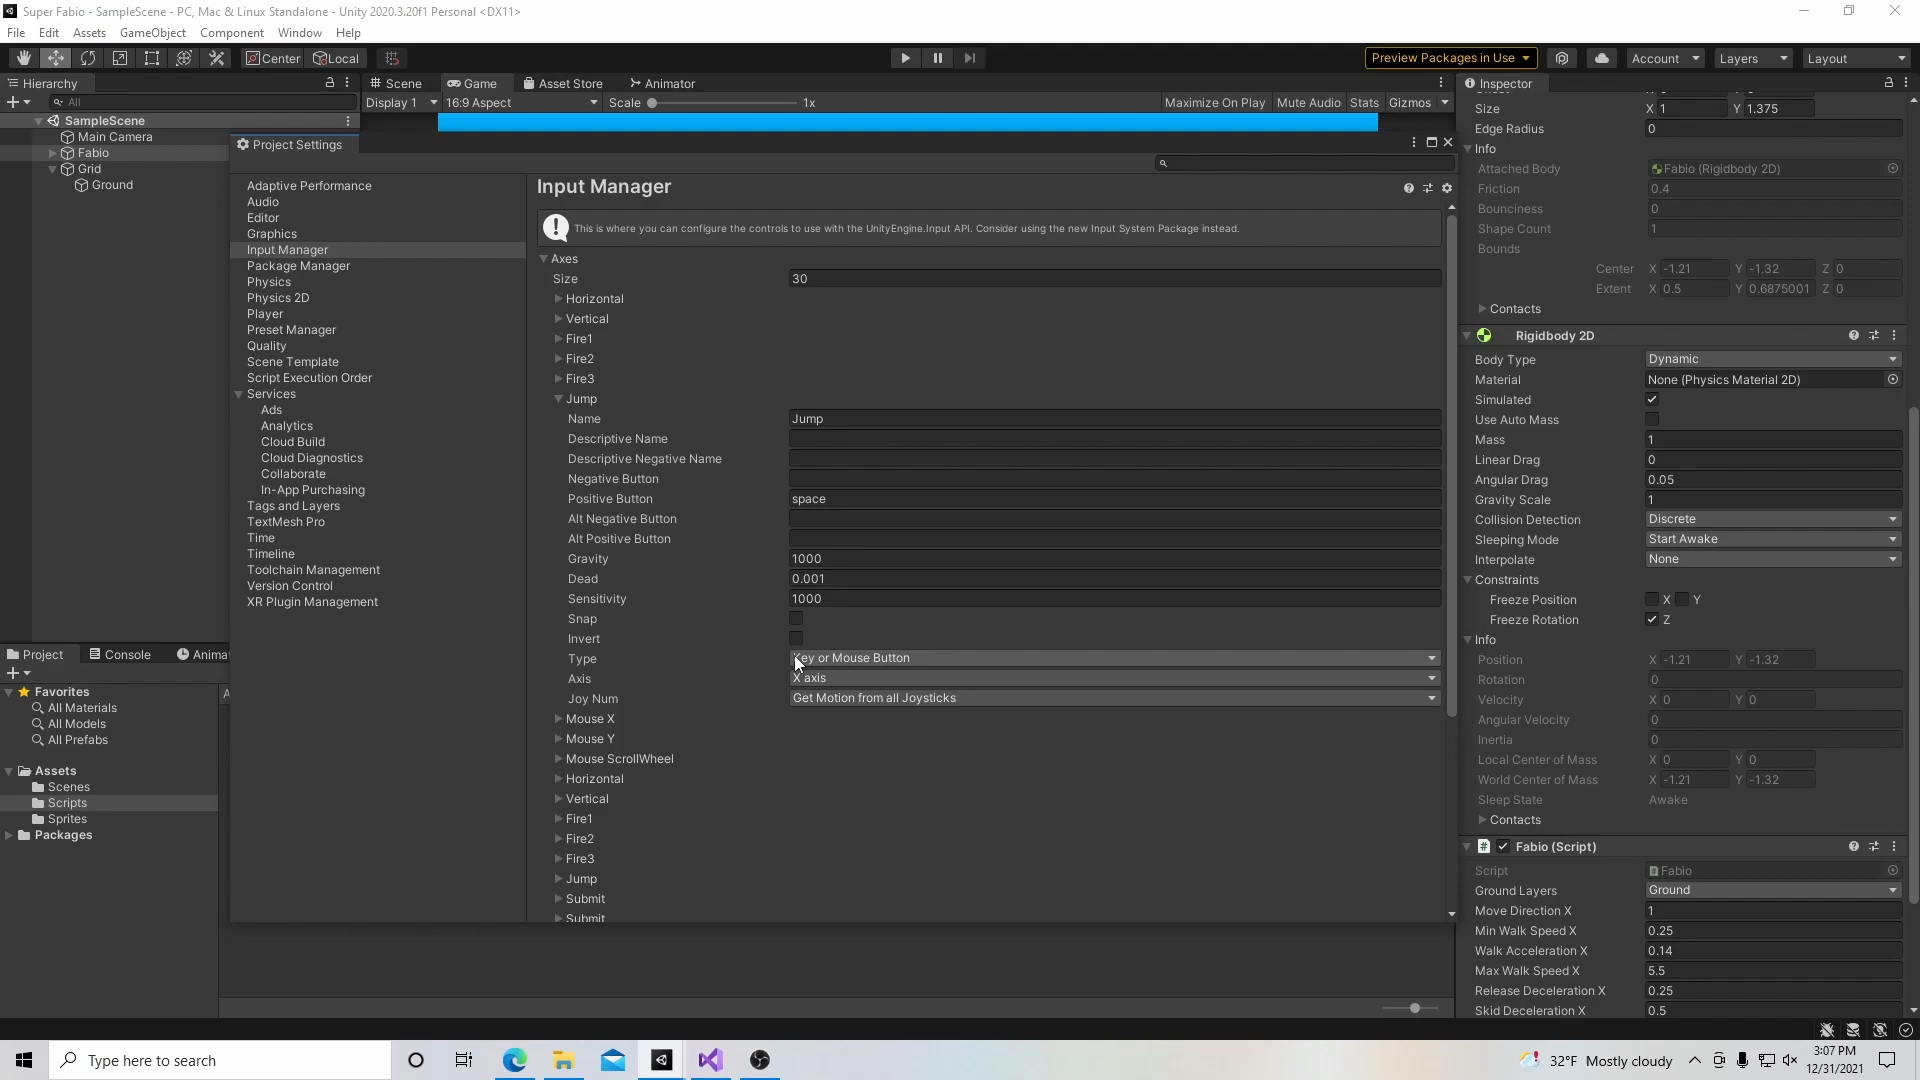 Super Fabio - SampleScene - PC, Mac & Linux Standalone - Unity 2020.3.20f1 Personal <DX11>
File Edit Assets GameObject Component Window Help
Center Local
Preview Packages in Use Account Layers Layout
Hierarchy
All
SampleScene
Main Camera
Fabio
Grid
Ground
Scene Game Asset Store Animator
Display 1 16:9 Aspect Scale 1x Maximize On Play Mute Audio Stats Gizmos
Project Settings
Adaptive Performance
Audio
Editor
Graphics
Input Manager
Package Manager
Physics
Physics 2D
Player
Preset Manager
Quality
Scene Template
Script Execution Order
Services
Ads
Analytics
Cloud Build
Cloud Diagnostics
Collaborate
In-App Purchasing
Tags and Layers
TextMesh Pro
Time
Timeline
Toolchain Management
Version Control
XR Plugin Management
Input Manager
This is where you can configure the controls to use with the UnityEngine.Input API. Consider using the new Input System Package instead.
Axes
Size 30
Horizontal
Vertical
Fire1
Fire2
Fire3
Jump
Name Jump
Descriptive Name
Descriptive Negative Name
Negative Button
Positive Button space
Alt Negative Button
Alt Positive Button
Gravity 1000
Dead 0.001
Sensitivity 1000
Snap
Invert
Type Key or Mouse Button
Axis X axis
Joy Num Get Motion from all Joysticks
Mouse X
Mouse Y
Mouse ScrollWheel
Horizontal
Vertical
Fire1
Fire2
Fire3
Jump
Submit
Submit
Inspector
Size X 1 Y 1.375
Edge Radius 0
Info
Attached Body Fabio (Rigidbody 2D)
Friction 0.4
Bounciness 0
Shape Count 1
Bounds
Center X -1.21 Y -1.32 Z 0
Extent X 0.5 Y 0.6875001 Z 0
Contacts
Rigidbody 2D
Body Type Dynamic
Material None (Physics Material 2D)
Simulated
Use Auto Mass
Mass 1
Linear Drag 0
Angular Drag 0.05
Gravity Scale 1
Collision Detection Discrete
Sleeping Mode Start Awake
Interpolate None
Constraints
Freeze Position X Y
Freeze Rotation Z
Info
Position X -1.21 Y -1.32
Rotation 0
Velocity X 0 Y 0
Angular Velocity 0
Inertia 0
Local Center of Mass X 0 Y 0
World Center of Mass X -1.21 Y -1.32
Sleep State Awake
Contacts
Fabio (Script)
Script Fabio
Ground Layers Ground
Move Direction X 1
Min Walk Speed X 0.25
Walk Acceleration X 0.14
Max Walk Speed X 5.5
Release Deceleration X 0.25
Skid Deceleration X 0.5
Project Console Anima
Favorites
All Materials
All Models
All Prefabs
Assets
Scenes
Scripts
Sprites
Packages
Type here to search
32°F Mostly cloudy
3:07 PM
12/31/2021